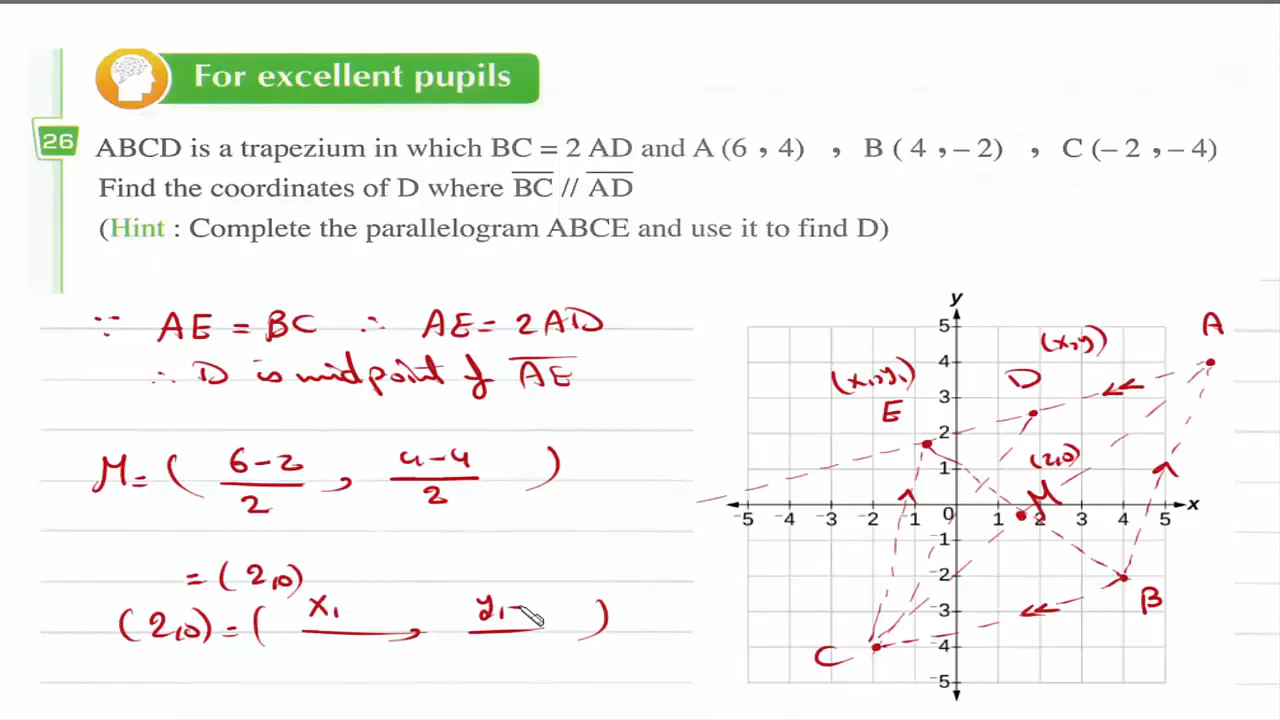 For excellent pupils
26
ABCD is a trapezium in which BC = 2 AD and A (6 , 4) , B ( 4 , – 2) , C (– 2 , – 4)
Find the coordinates of D where BC // AD
(Hint : Complete the parallelogram ABCE and use it to find D)
∵ AE = BC ∴ AE = 2AD
∴ D is midpoint of AE
M = ( 6-2/2 , 4-4/2 )
= (2,0)
(2,0) = ( x₁ , y₁- )
y
5
4
3
2
1
0
-1
-2
-3
-4
-5
-5 -4 -3 -2 -1 1 2 3 4 5 x
A
(x,y)
D
(x₁,y₁)
E
(2,0)
M
B
C